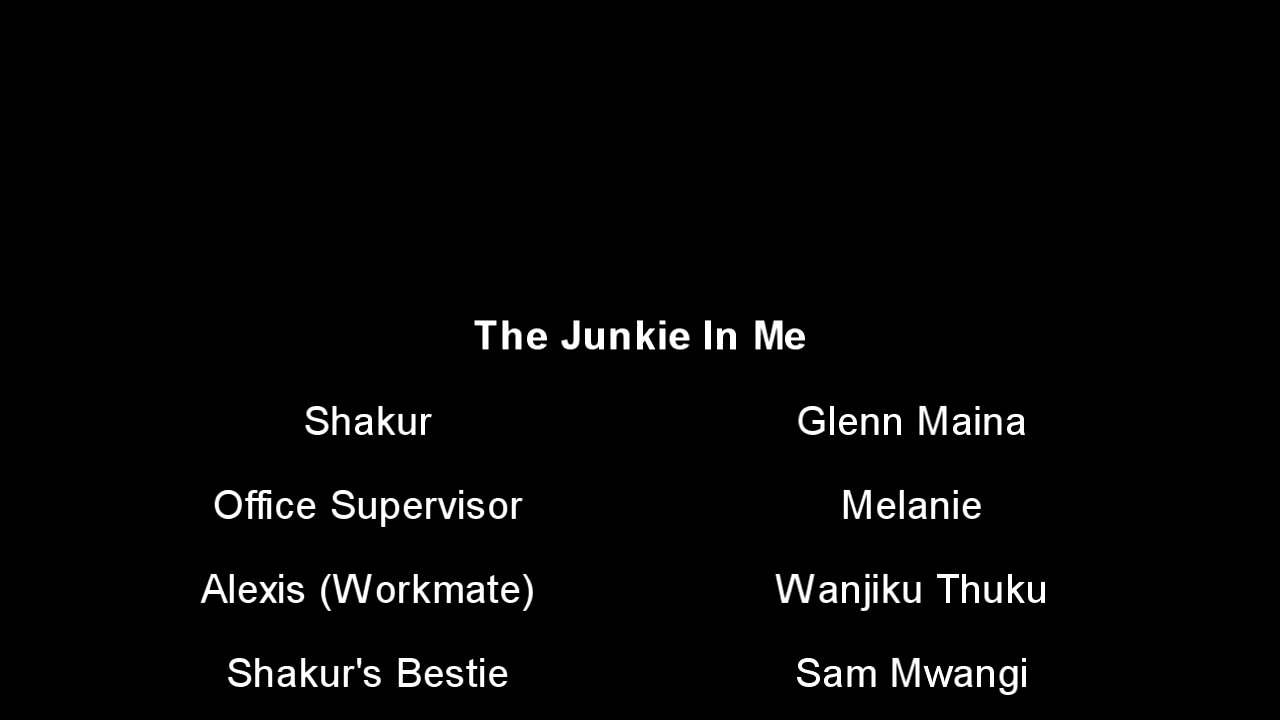 The Junkie In Me
Shakur Glenn Maina
Office Supervisor Melanie
Alexis (Workmate) Wanjiku Thuku
Shakur's Bestie Sam Mwangi